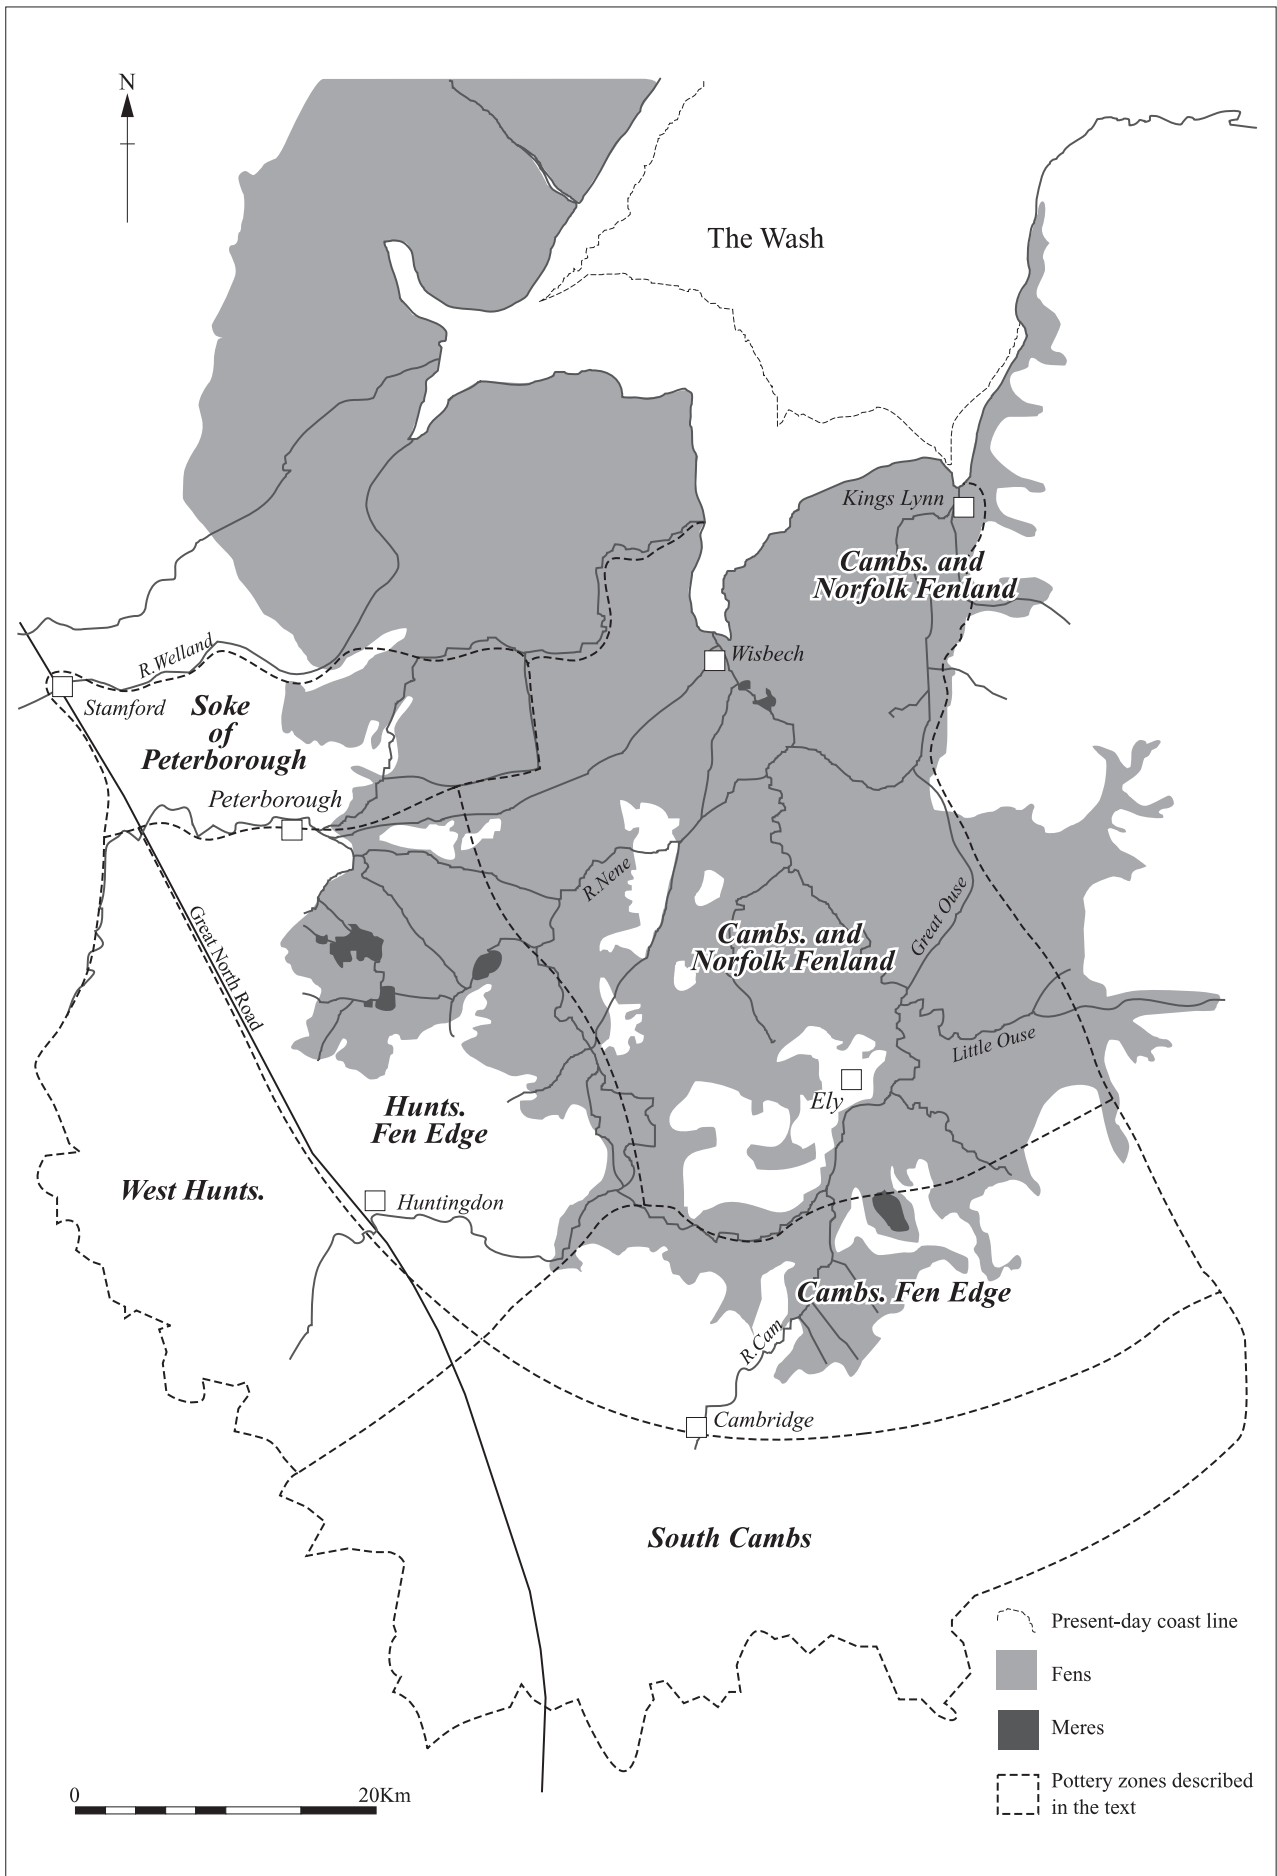 N
The Wash
Kings Lynn
Cambs. and
Norfolk Fenland
R.Welland
Wisbech
Stamford
Soke
of
Peterborough
Peterborough
R.Nene
Great Ouse
Great North Road
Cambs. and
Norfolk Fenland
Little Ouse
Ely
Hunts.
Fen Edge
West Hunts.
Huntingdon
Cambs. Fen Edge
R.Cam
Cambridge
South Cambs
Present-day coast line
Fens
Meres
Pottery zones described
in the text
0 20Km